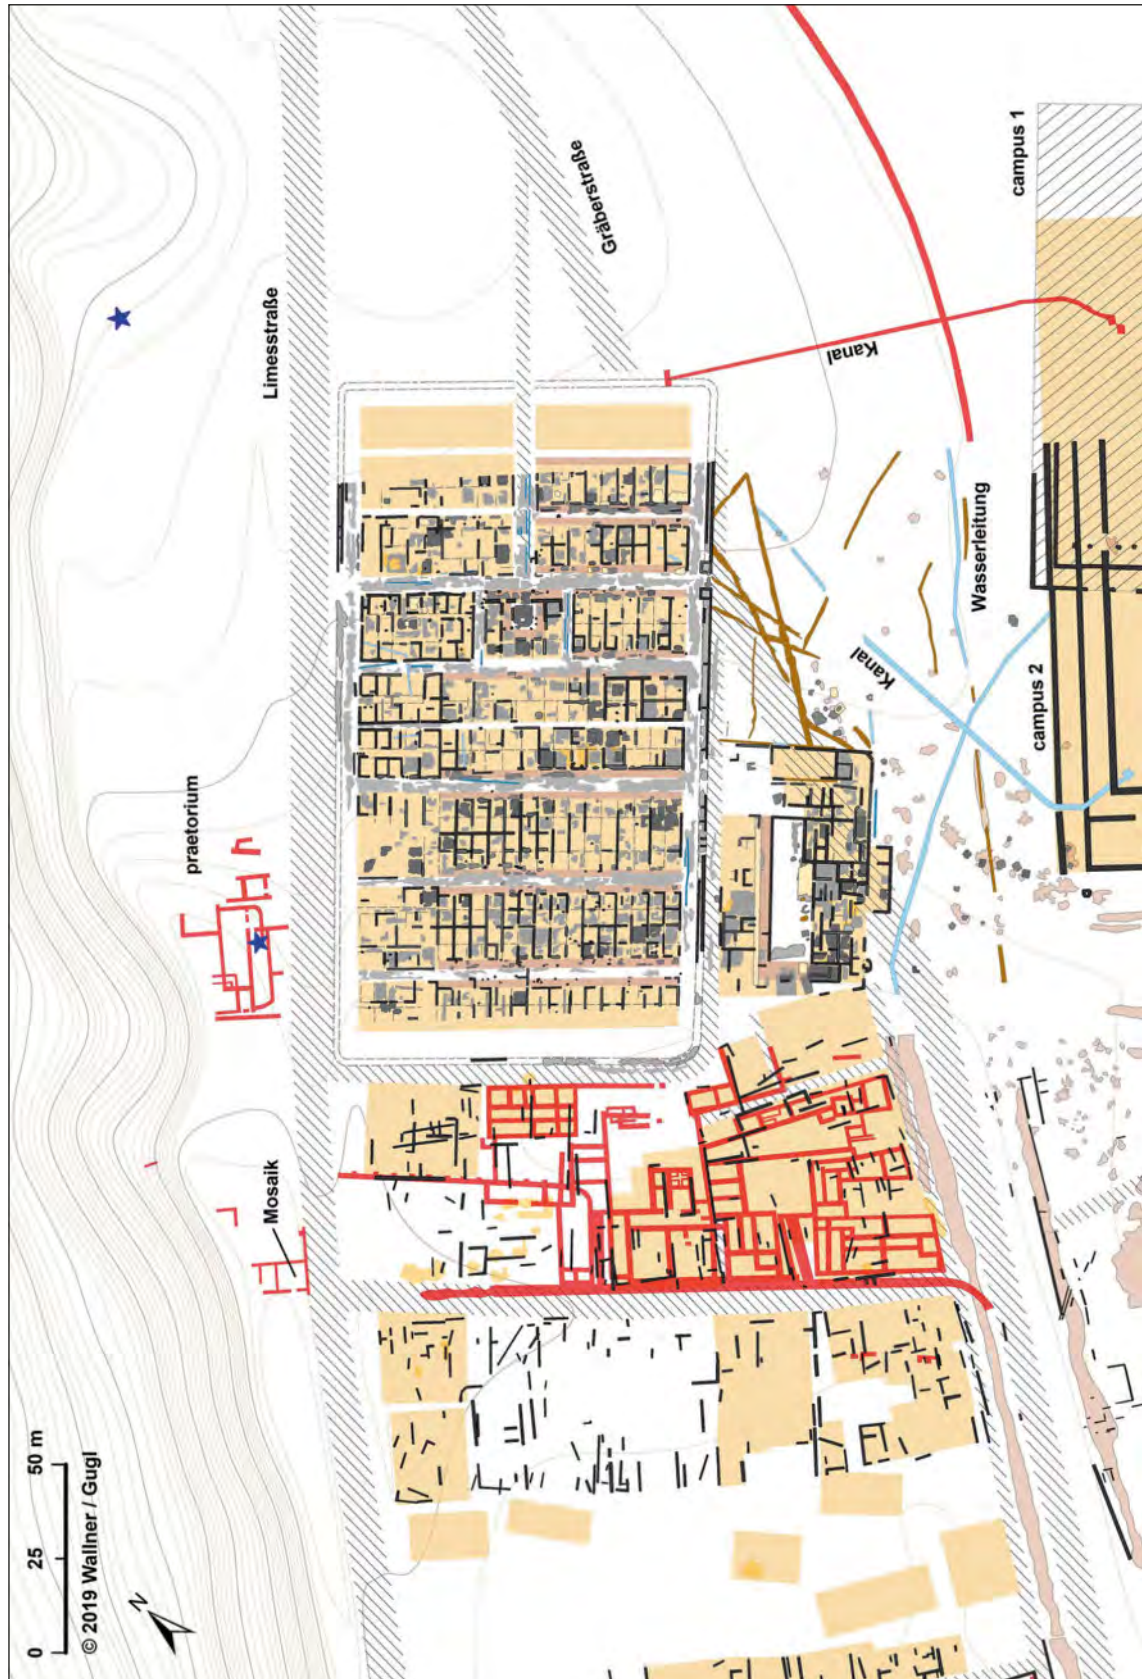 campus 1
Gräberstraße
Limesstraße
Kanal
Wasserleitung
Kanal
campus 2
praetorium
Mosaik
0 25 50 m
© 2019 Wallner / Gugl
N